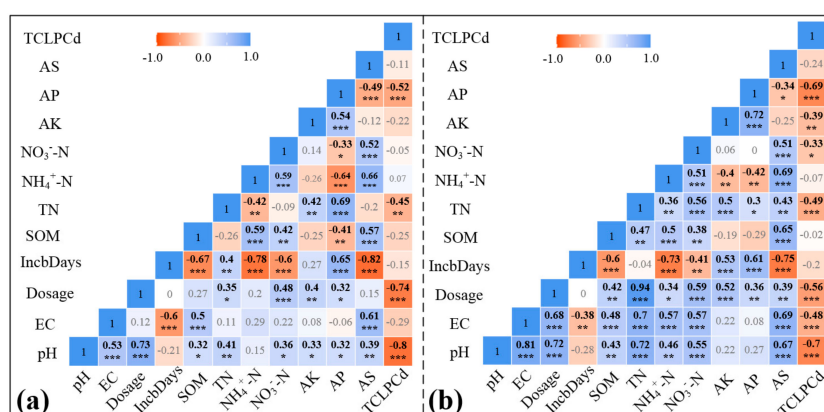 TCLPCd 1
-1.0 0.0 1.0
AS 1 -0.11
AP 1 -0.49 -0.52
*** ***
AK 1 0.54 -0.12 -0.22
***
NO₃⁻-N 1 0.14 -0.33 0.52 -0.05
* ***
NH₄⁺-N 1 0.59 -0.26 -0.64 0.66 0.07
*** *** ***
TN 1 -0.42 -0.09 0.42 0.69 -0.2 -0.45
** ** *** **
SOM 1 -0.26 0.59 0.42 -0.25 -0.41 0.57 -0.25
*** ** ** ***
IncbDays 1 -0.67 0.4 -0.78 -0.6 0.27 0.65 -0.82 -0.15
*** ** *** *** *** ***
Dosage 1 0 0.27 0.35 0.2 0.48 0.4 0.32 0.15 -0.74
* *** ** * ***
EC 1 0.12 -0.6 0.5 0.11 0.29 0.22 0.08 -0.06 0.61 -0.29
*** *** ***
pH 1 0.53 0.73 -0.21 0.32 0.41 0.15 0.36 0.33 0.32 0.39 -0.8
*** *** * ** * * * ** ***
pH EC Dosage IncbDays SOM TN NH₄⁺-N NO₃⁻-N AK AP AS TCLPCd
(a)
TCLPCd 1
-1.0 0.0 1.0
AS 1 -0.24
AP 1 -0.34 -0.69
* ***
AK 1 0.72 -0.25 -0.39
*** **
NO₃⁻-N 1 0.06 0 0.51 -0.33
*** *
NH₄⁺-N 1 0.51 -0.4 -0.42 0.69 -0.07
*** ** ** ***
TN 1 0.36 0.56 0.5 0.3 0.43 -0.49
** *** *** * ** ***
SOM 1 0.47 0.5 0.38 -0.19 -0.29 0.65 -0.02
** *** ** ***
IncbDays 1 -0.6 -0.04 -0.73 -0.41 0.53 0.61 -0.75 -0.2
*** *** ** *** *** ***
Dosage 1 0 0.42 0.94 0.34 0.59 0.52 0.36 0.39 -0.56
** *** * *** *** ** ** ***
EC 1 0.68 -0.38 0.48 0.7 0.57 0.57 0.22 0.08 0.69 -0.48
*** ** *** *** *** *** *** ***
pH 1 0.81 0.72 -0.28 0.43 0.72 0.46 0.55 0.22 0.27 0.67 -0.7
*** *** ** *** ** *** *** ***
pH EC Dosage IncbDays SOM TN NH₄⁺-N NO₃⁻-N AK AP AS TCLPCd
(b)